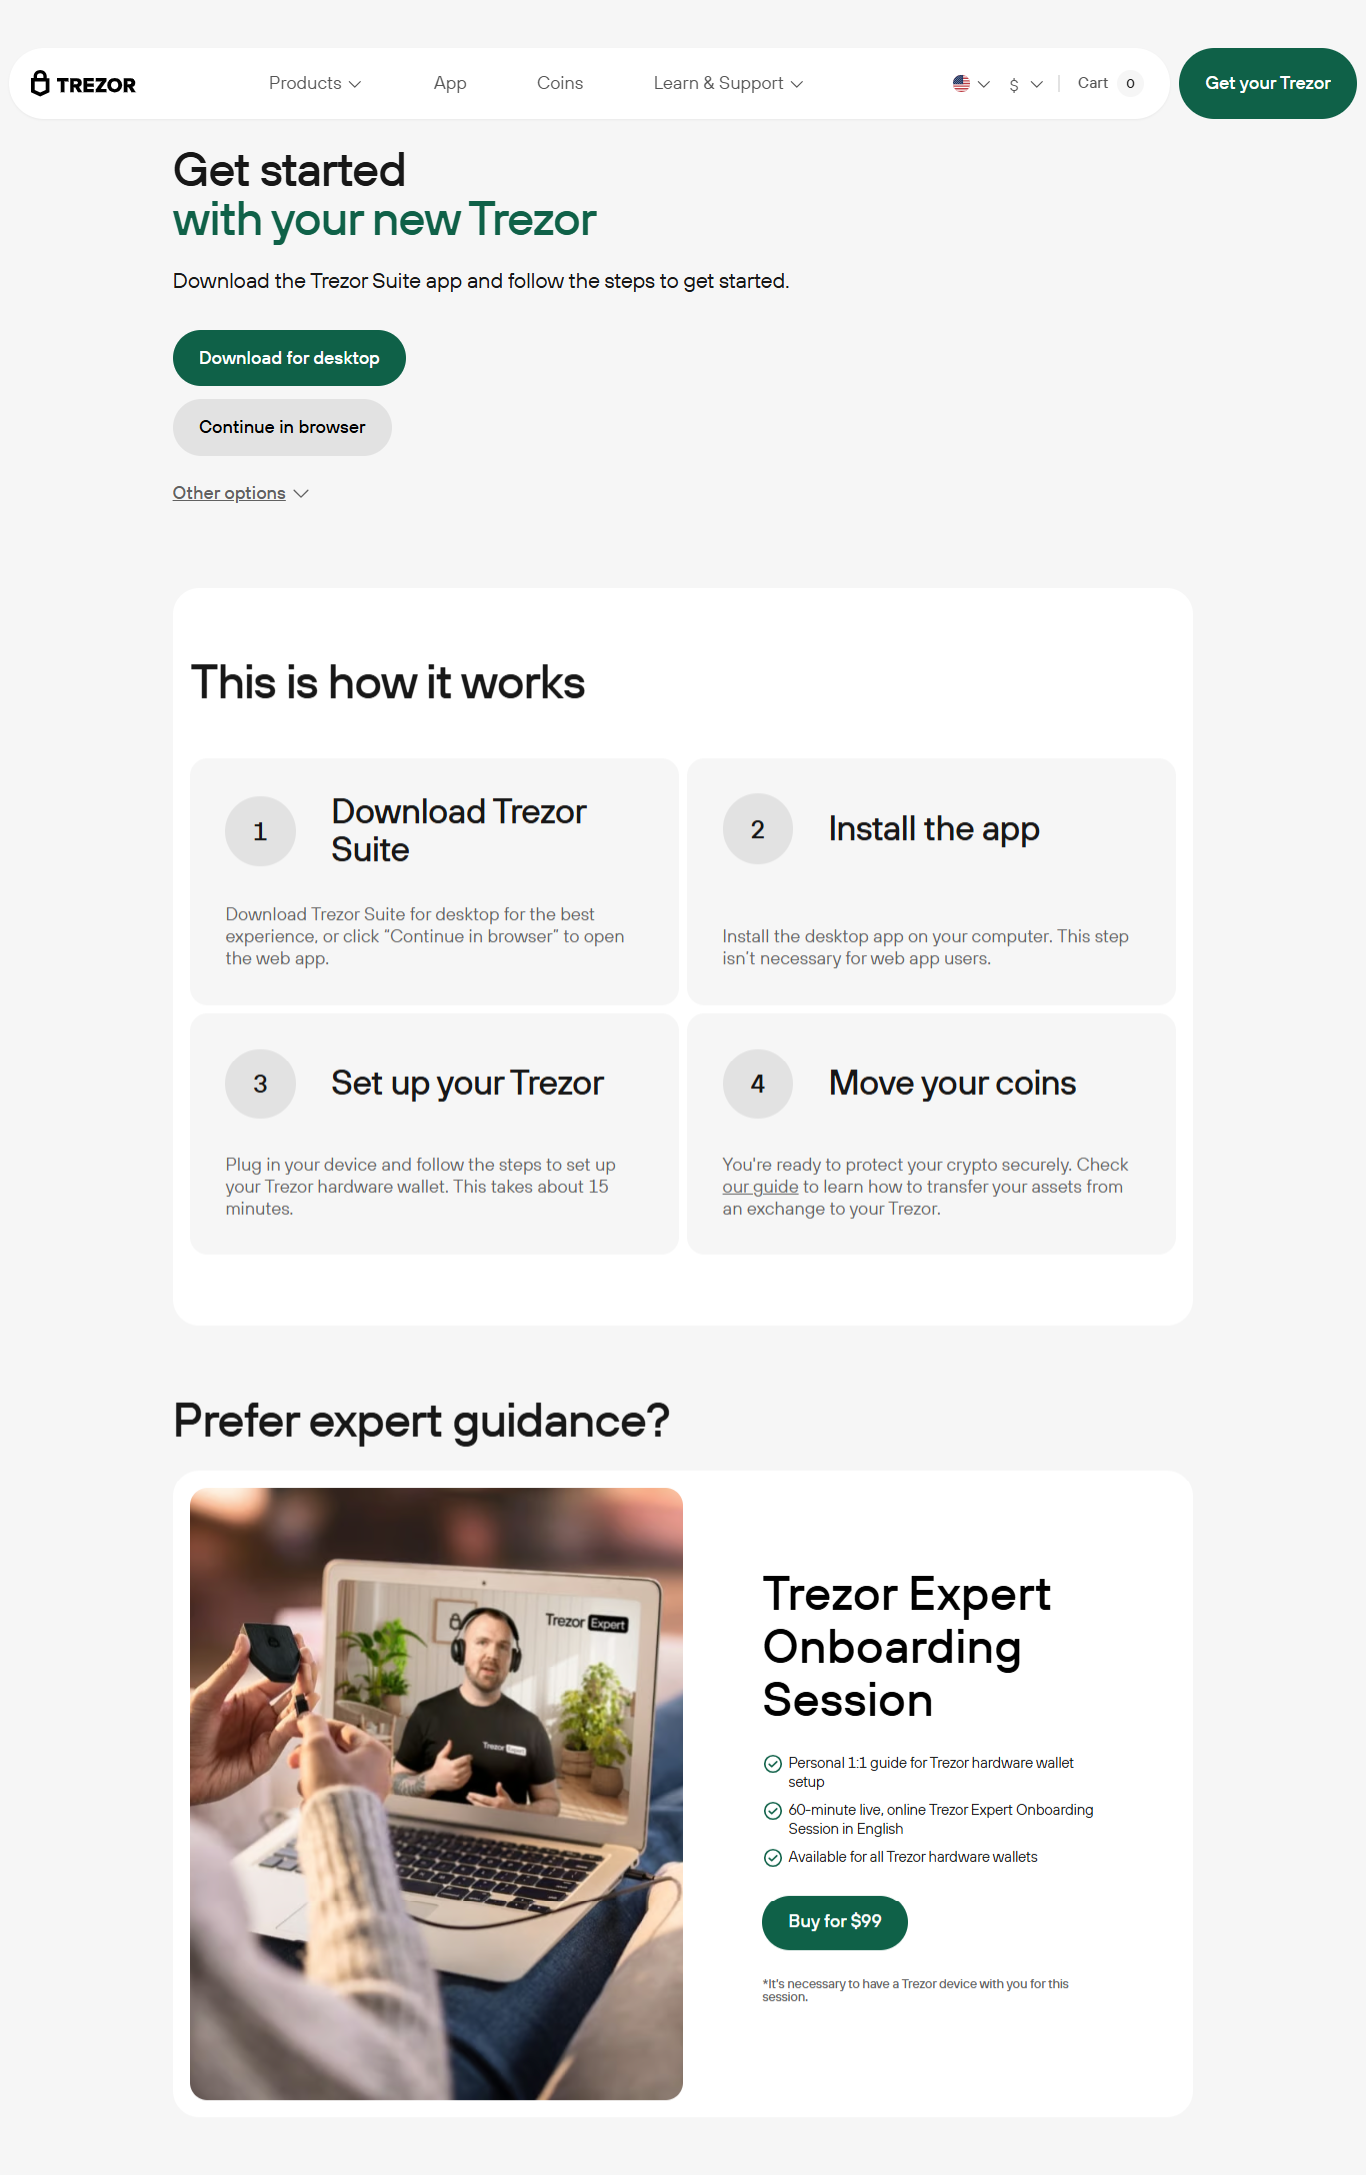 TREZOR
Products
App
Coins
Learn & Support
$
Cart
0
Get your Trezor
Get started
with your new Trezor
Download the Trezor Suite app and follow the steps to get started.
Download for desktop
Continue in browser
Other options
This is how it works
1
Download Trezor
Suite
Download Trezor Suite for desktop for the best
experience, or click “Continue in browser” to open
the web app.
2
Install the app
Install the desktop app on your computer. This step
isn’t necessary for web app users.
3
Set up your Trezor
Plug in your device and follow the steps to set up
your Trezor hardware wallet. This takes about 15
minutes.
4
Move your coins
You're ready to protect your crypto securely. Check
our guide to learn how to transfer your assets from
an exchange to your Trezor.
Prefer expert guidance?
Trezor Expert
Trezor Expert
Trezor Expert
Onboarding
Session
Personal 1:1 guide for Trezor hardware wallet
setup
60-minute live, online Trezor Expert Onboarding
Session in English
Available for all Trezor hardware wallets
Buy for $99
*It's necessary to have a Trezor device with you for this
session.